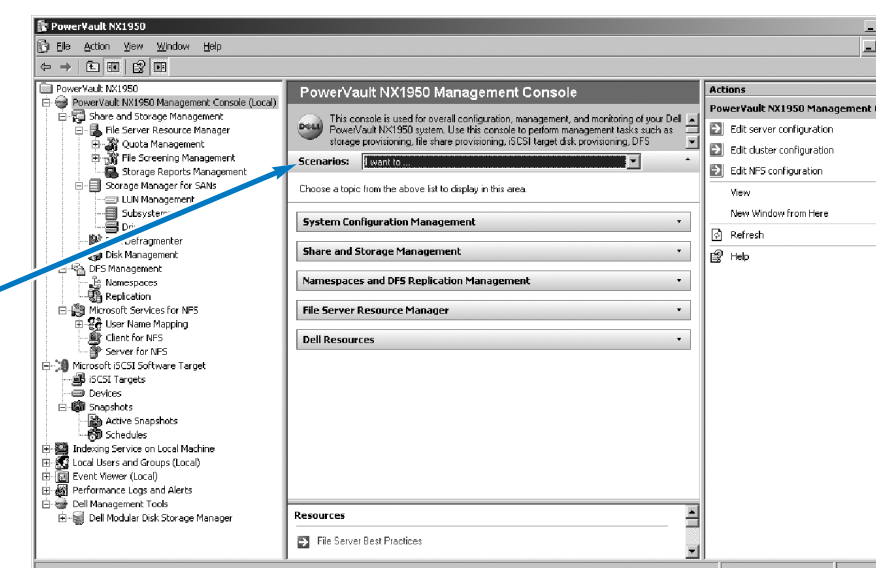 PowerVault NX1950
File Action View Window Help
PowerVault NX1950
PowerVault NX1950 Management Console (Local)
Share and Storage Management
File Server Resource Manager
Quota Management
File Screening Management
Storage Reports Management
Storage Manager for SANs
LUN Management
Subsystem
Defragmenter
Disk Management
DFS Management
Namespaces
Replication
Microsoft Services for NFS
User Name Mapping
Client for NFS
Server for NFS
Microsoft iSCSI Software Target
iSCSI Targets
Devices
Snapshots
Active Snapshots
Schedules
Indexing Service on Local Machine
Local Users and Groups (Local)
Event Viewer (Local)
Performance Logs and Alerts
Dell Management Tools
Dell Modular Disk Storage Manager
PowerVault NX1950 Management Console
DELL
This console is used for overall configuration, management, and monitoring of your Dell
PowerVault NX1950 system. Use this console to perform management tasks such as
storage provisioning, file share provisioning, iSCSI target disk provisioning, DFS
Scenarios: I want to ...
Choose a topic from the above list to display in this area.
System Configuration Management
Share and Storage Management
Namespaces and DFS Replication Management
File Server Resource Manager
Dell Resources
Resources
File Server Best Practices
Actions
PowerVault NX1950 Management
Edit server configuration
Edit cluster configuration
Edit NFS configuration
View
New Window from Here
Refresh
Help